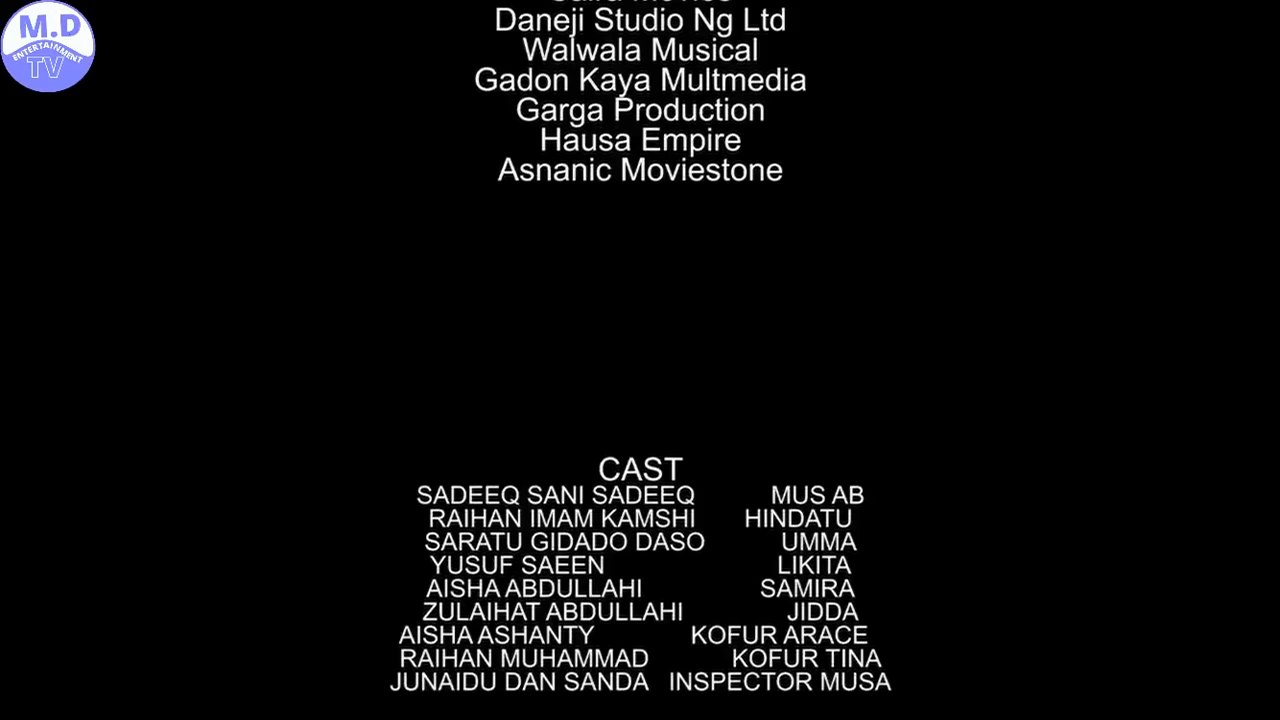 M.D
ENTERTAINMENT
TV
Daneji Studio Ng Ltd
Walwala Musical
Gadon Kaya Multmedia
Garga Production
Hausa Empire
Asnanic Moviestone
CAST
SADEEQ SANI SADEEQ MUS AB
RAIHAN IMAM KAMSHI HINDATU
SARATU GIDADO DASO UMMA
YUSUF SAEEN LIKITA
AISHA ABDULLAHI SAMIRA
ZULAIHAT ABDULLAHI JIDDA
AISHA ASHANTY KOFUR ARACE
RAIHAN MUHAMMAD KOFUR TINA
JUNAIDU DAN SANDA INSPECTOR MUSA